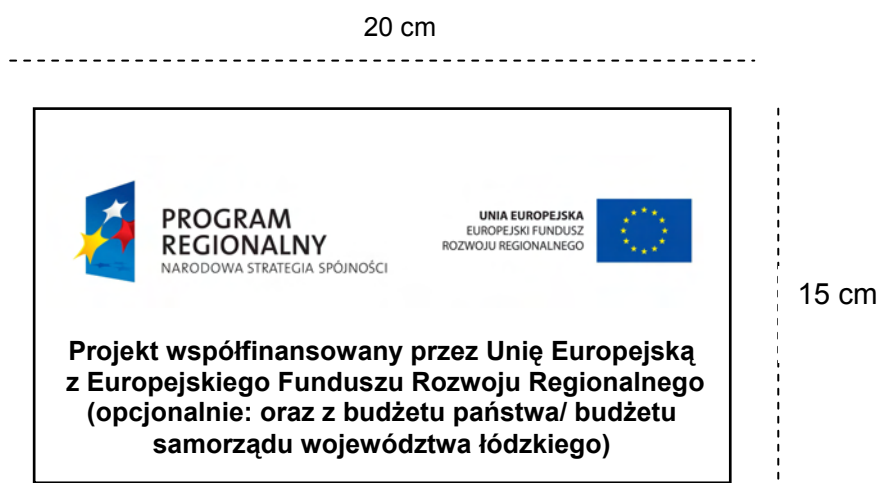 20 cm
PROGRAM
REGIONALNY
NARODOWA STRATEGIA SPÓJNOŚCI
UNIA EUROPEJSKA
EUROPEJSKI FUNDUSZ
ROZWOJU REGIONALNEGO
15 cm
Projekt współfinansowany przez Unię Europejską
z Europejskiego Funduszu Rozwoju Regionalnego
(opcjonalnie: oraz z budżetu państwa/ budżetu
samorządu województwa łódzkiego)